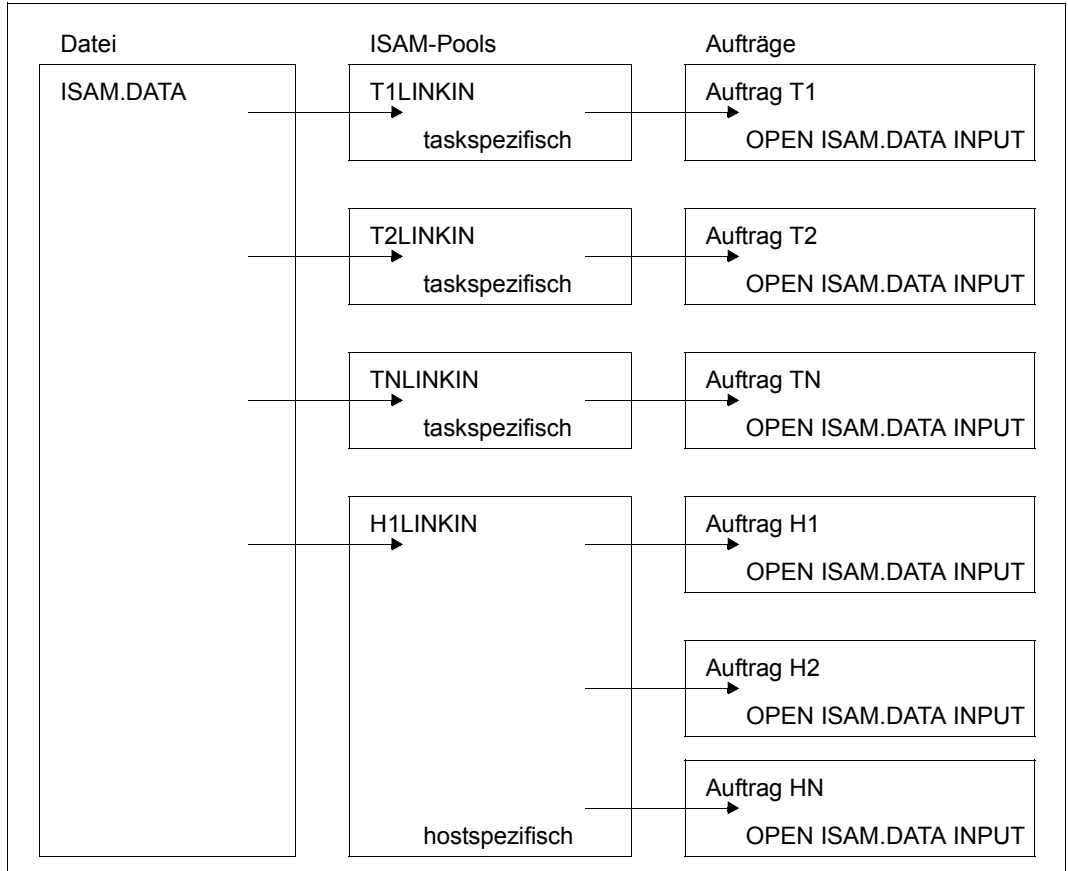 Datei ISAM-Pools Aufträge
ISAM.DATA T1LINKIN Auftrag T1
taskspezifisch OPEN ISAM.DATA INPUT
T2LINKIN Auftrag T2
taskspezifisch OPEN ISAM.DATA INPUT
TNLINKIN Auftrag TN
taskspezifisch OPEN ISAM.DATA INPUT
H1LINKIN Auftrag H1
OPEN ISAM.DATA INPUT
Auftrag H2
OPEN ISAM.DATA INPUT
Auftrag HN
hostspezifisch OPEN ISAM.DATA INPUT